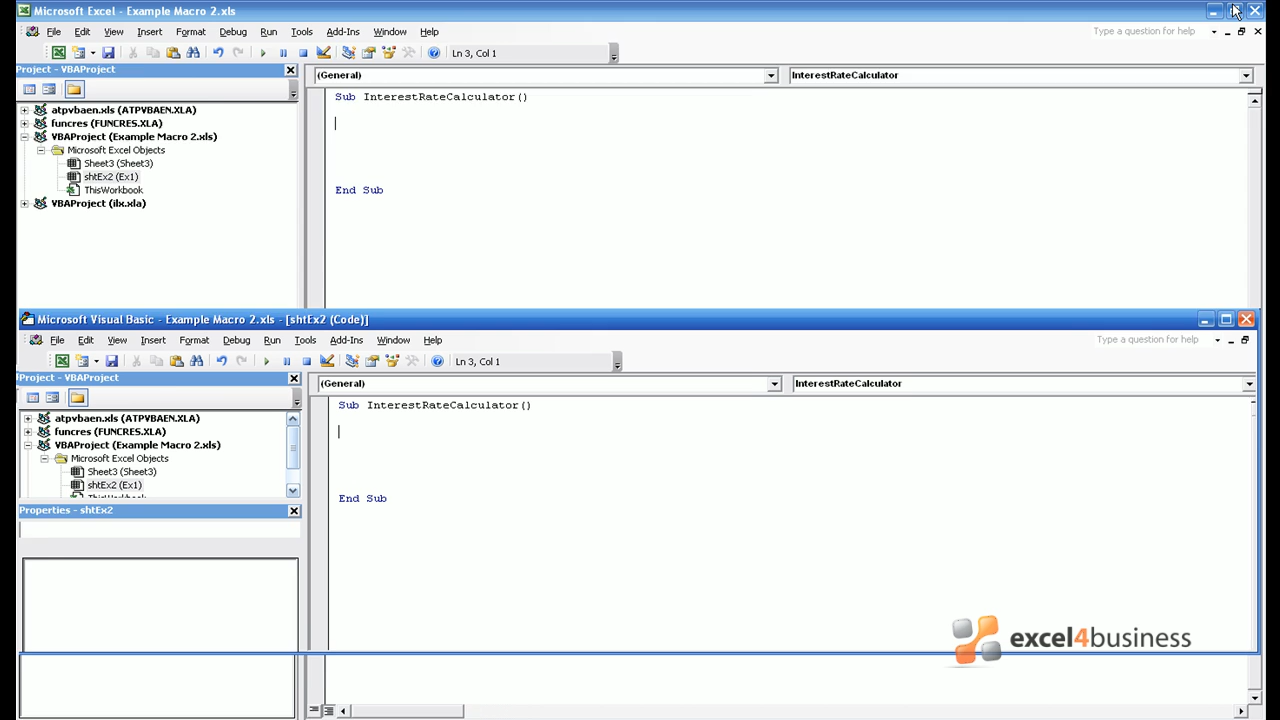 Microsoft Excel - Example Macro 2.xls
File Edit View Insert Format Debug Run Tools Add-Ins Window Help
Type a question for help
Ln 3, Col 1
Project - VBAProject
(General)
InterestRateCalculator
atpvbaen.xls (ATPVBAEN.XLA)
funcres (FUNCRES.XLA)
VBAProject (Example Macro 2.xls)
Microsoft Excel Objects
Sheet3 (Sheet3)
shtEx2 (Ex1)
ThisWorkbook
VBAProject (ilx.xla)
Sub InterestRateCalculator()
End Sub
Microsoft Visual Basic - Example Macro 2.xls - [shtEx2 (Code)]
File Edit View Insert Format Debug Run Tools Add-Ins Window Help
Type a question for help
Ln 3, Col 1
Project - VBAProject
(General)
InterestRateCalculator
atpvbaen.xls (ATPVBAEN.XLA)
funcres (FUNCRES.XLA)
VBAProject (Example Macro 2.xls)
Microsoft Excel Objects
Sheet3 (Sheet3)
shtEx2 (Ex1)
Properties - shtEx2
Sub InterestRateCalculator()
End Sub
excel4business